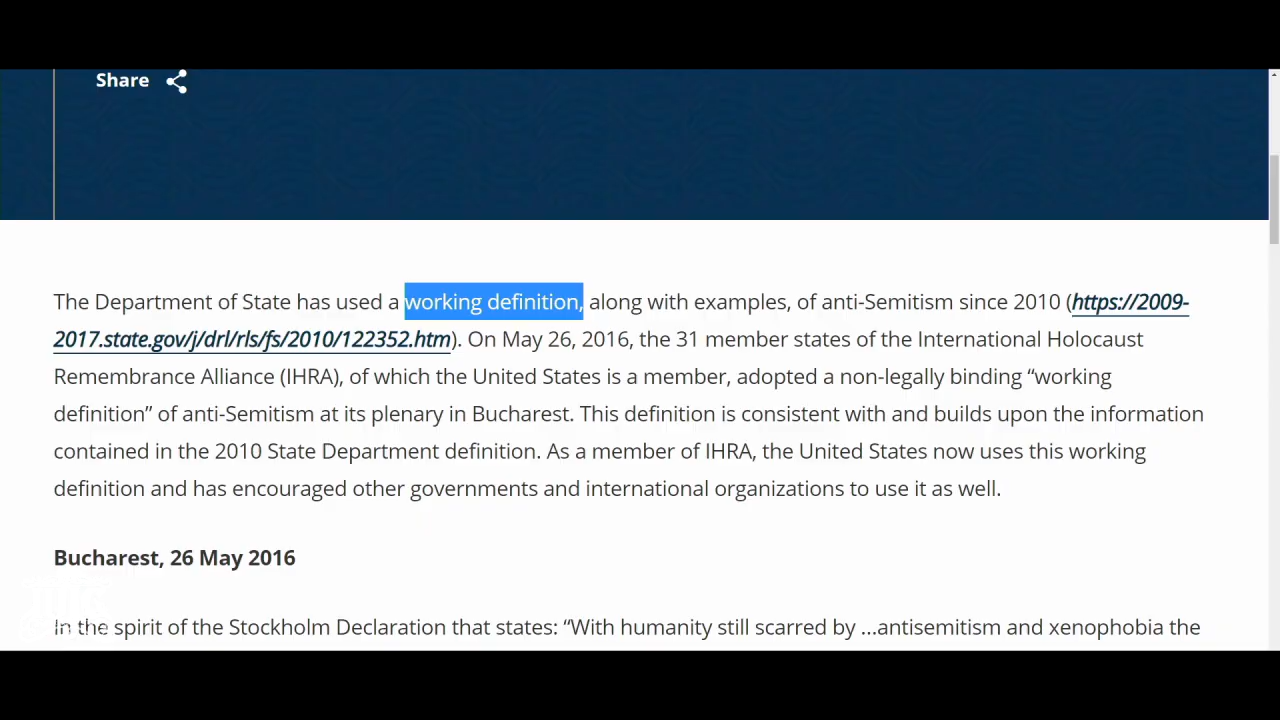 Share
The Department of State has used a working definition, along with examples, of anti-Semitism since 2010 (https://2009-
2017.state.gov/j/drl/rls/fs/2010/122352.htm). On May 26, 2016, the 31 member states of the International Holocaust
Remembrance Alliance (IHRA), of which the United States is a member, adopted a non-legally binding “working
definition” of anti-Semitism at its plenary in Bucharest. This definition is consistent with and builds upon the information
contained in the 2010 State Department definition. As a member of IHRA, the United States now uses this working
definition and has encouraged other governments and international organizations to use it as well.
Bucharest, 26 May 2016
In the spirit of the Stockholm Declaration that states: “With humanity still scarred by ...antisemitism and xenophobia the